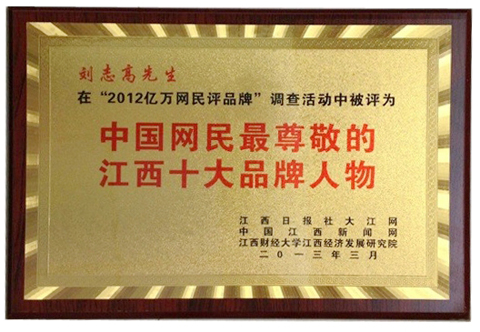 刘志高先生
在“2012亿万网民评品牌”调查活动中被评为
中国网民最尊敬的
江西十大品牌人物
江西日报社大江网
中国江西新闻网
江西财经大学江西经济发展研究院
二〇一三年三月